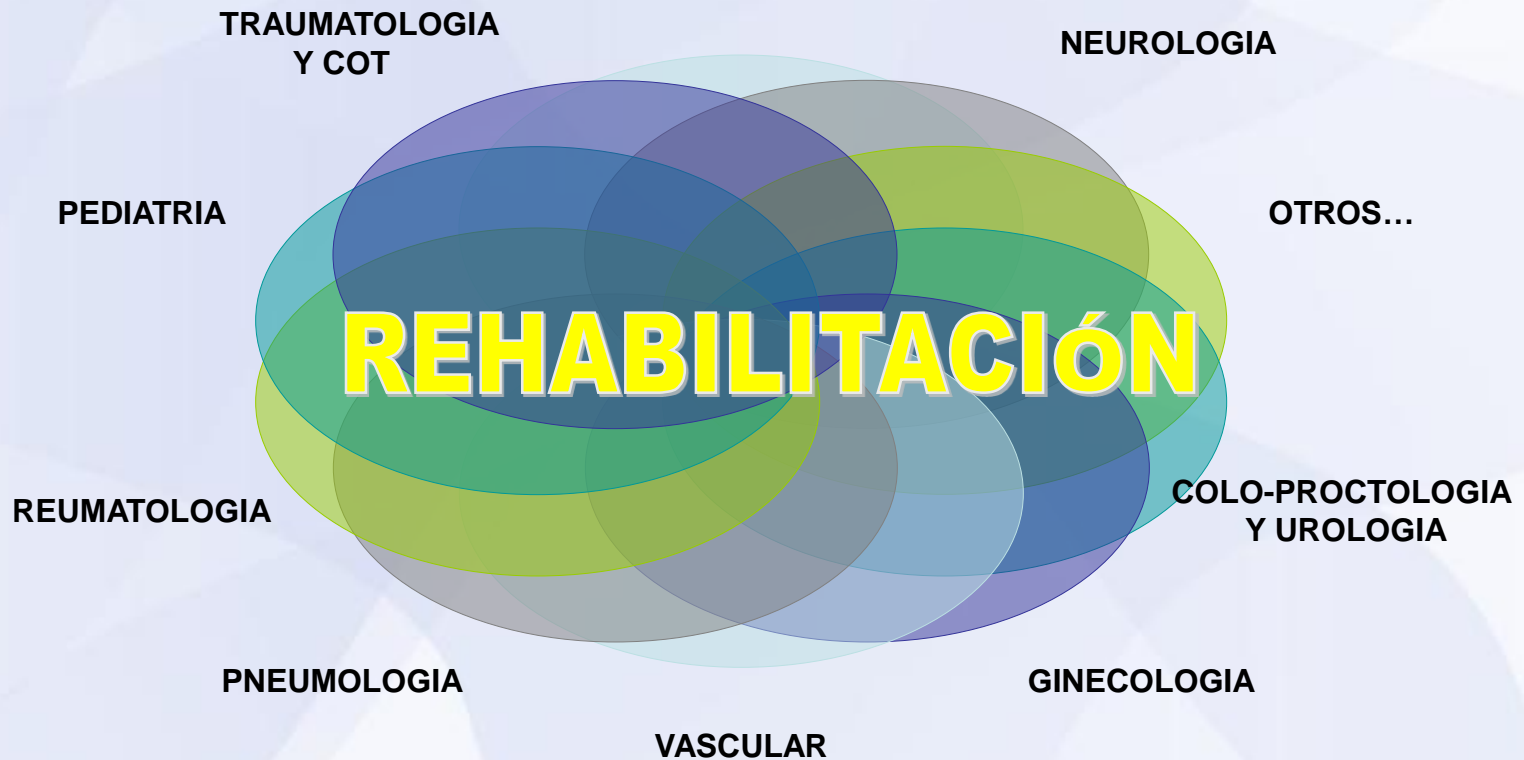 TRAUMATOLOGIA
Y COT
NEUROLOGIA
PEDIATRIA
OTROS…
REHABILITACIóN
REUMATOLOGIA
COLO-PROCTOLOGIA
Y UROLOGIA
PNEUMOLOGIA
GINECOLOGIA
VASCULAR